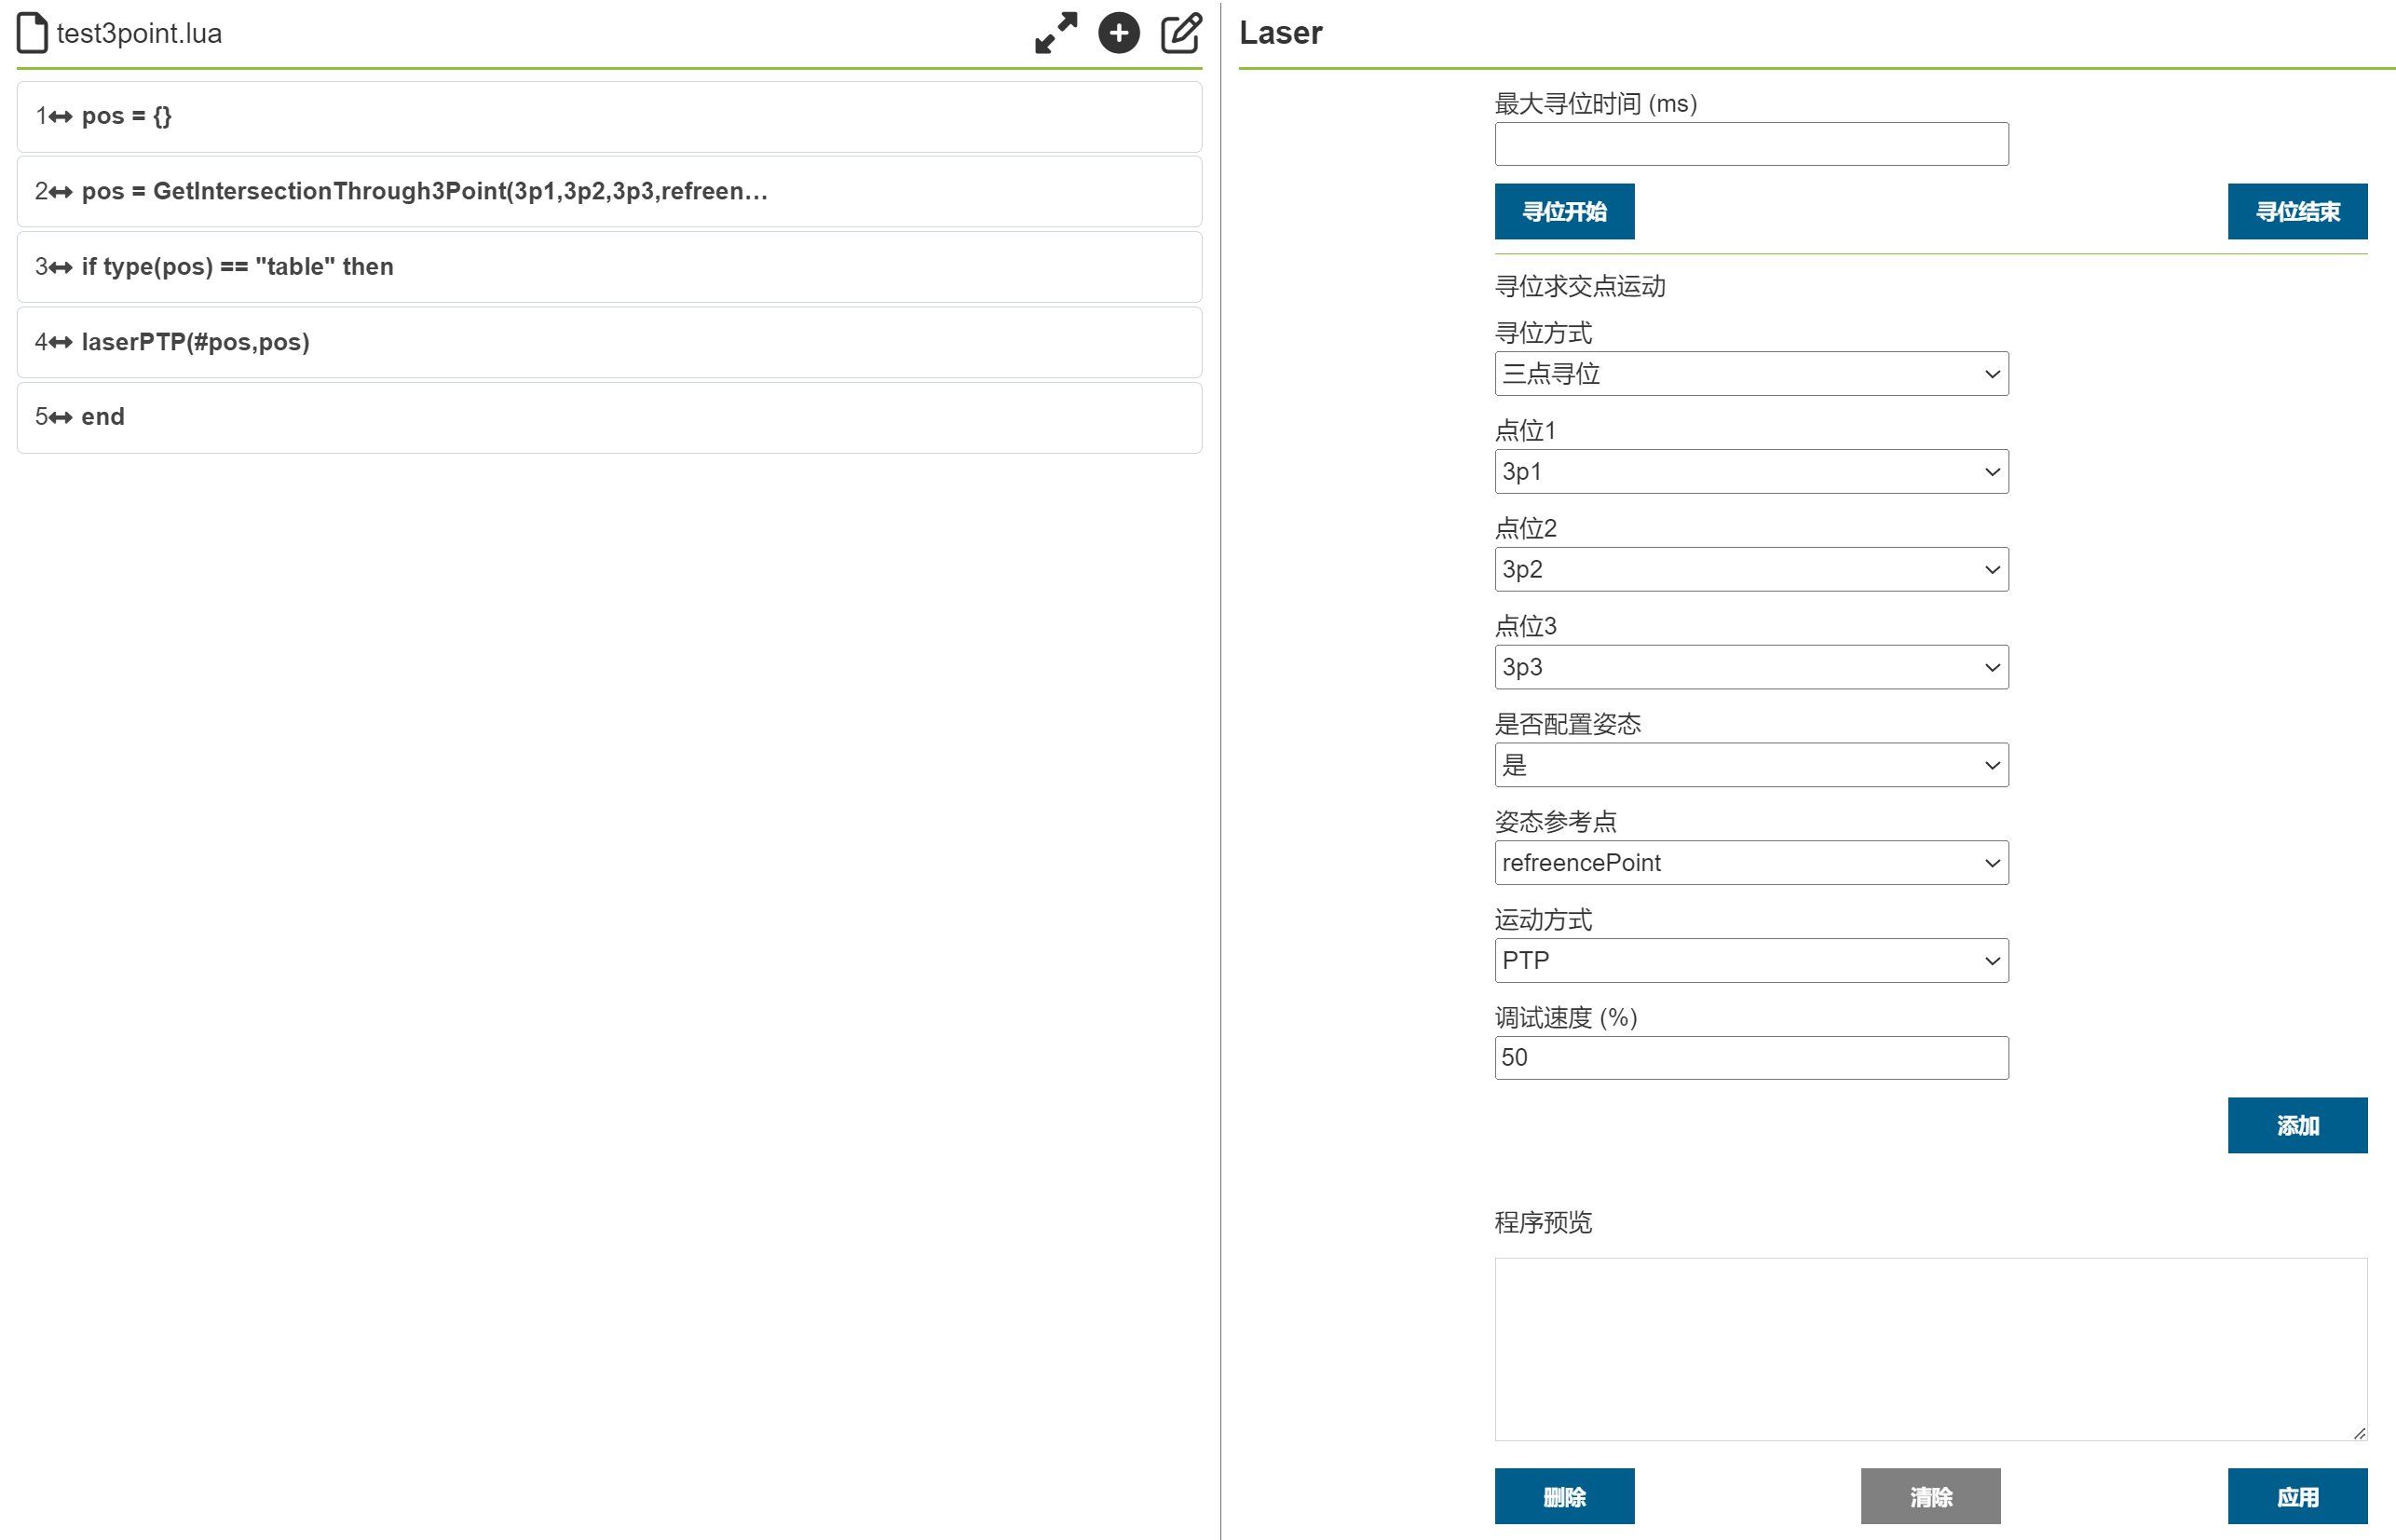 test3point.lua
1 pos = {}
2 pos = GetIntersectionThrough3Point(3p1,3p2,3p3,refreen...
3 if type(pos) == "table" then
4 laserPTP(#pos,pos)
5 end
Laser
最大寻位时间 (ms)
寻位开始 寻位结束
寻位求交点运动
寻位方式
三点寻位
点位1
3p1
点位2
3p2
点位3
3p3
是否配置姿态
是
姿态参考点
refreencePoint
运动方式
PTP
调试速度 (%)
50
添加
程序预览
删除 清除 应用